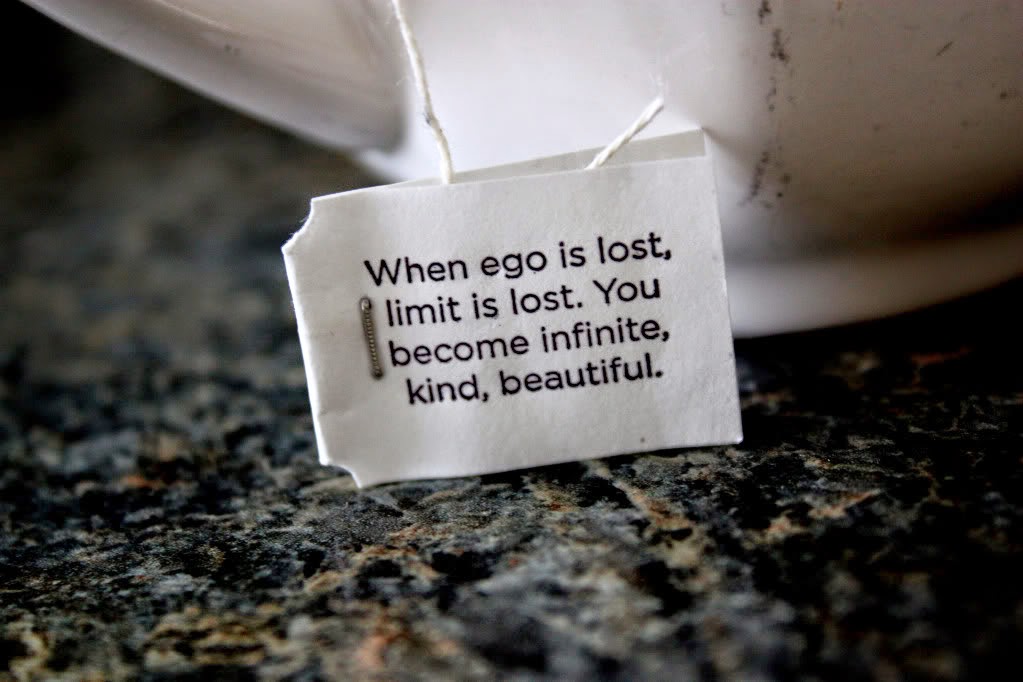 When ego is lost,
limit is lost. You
become infinite,
kind, beautiful.